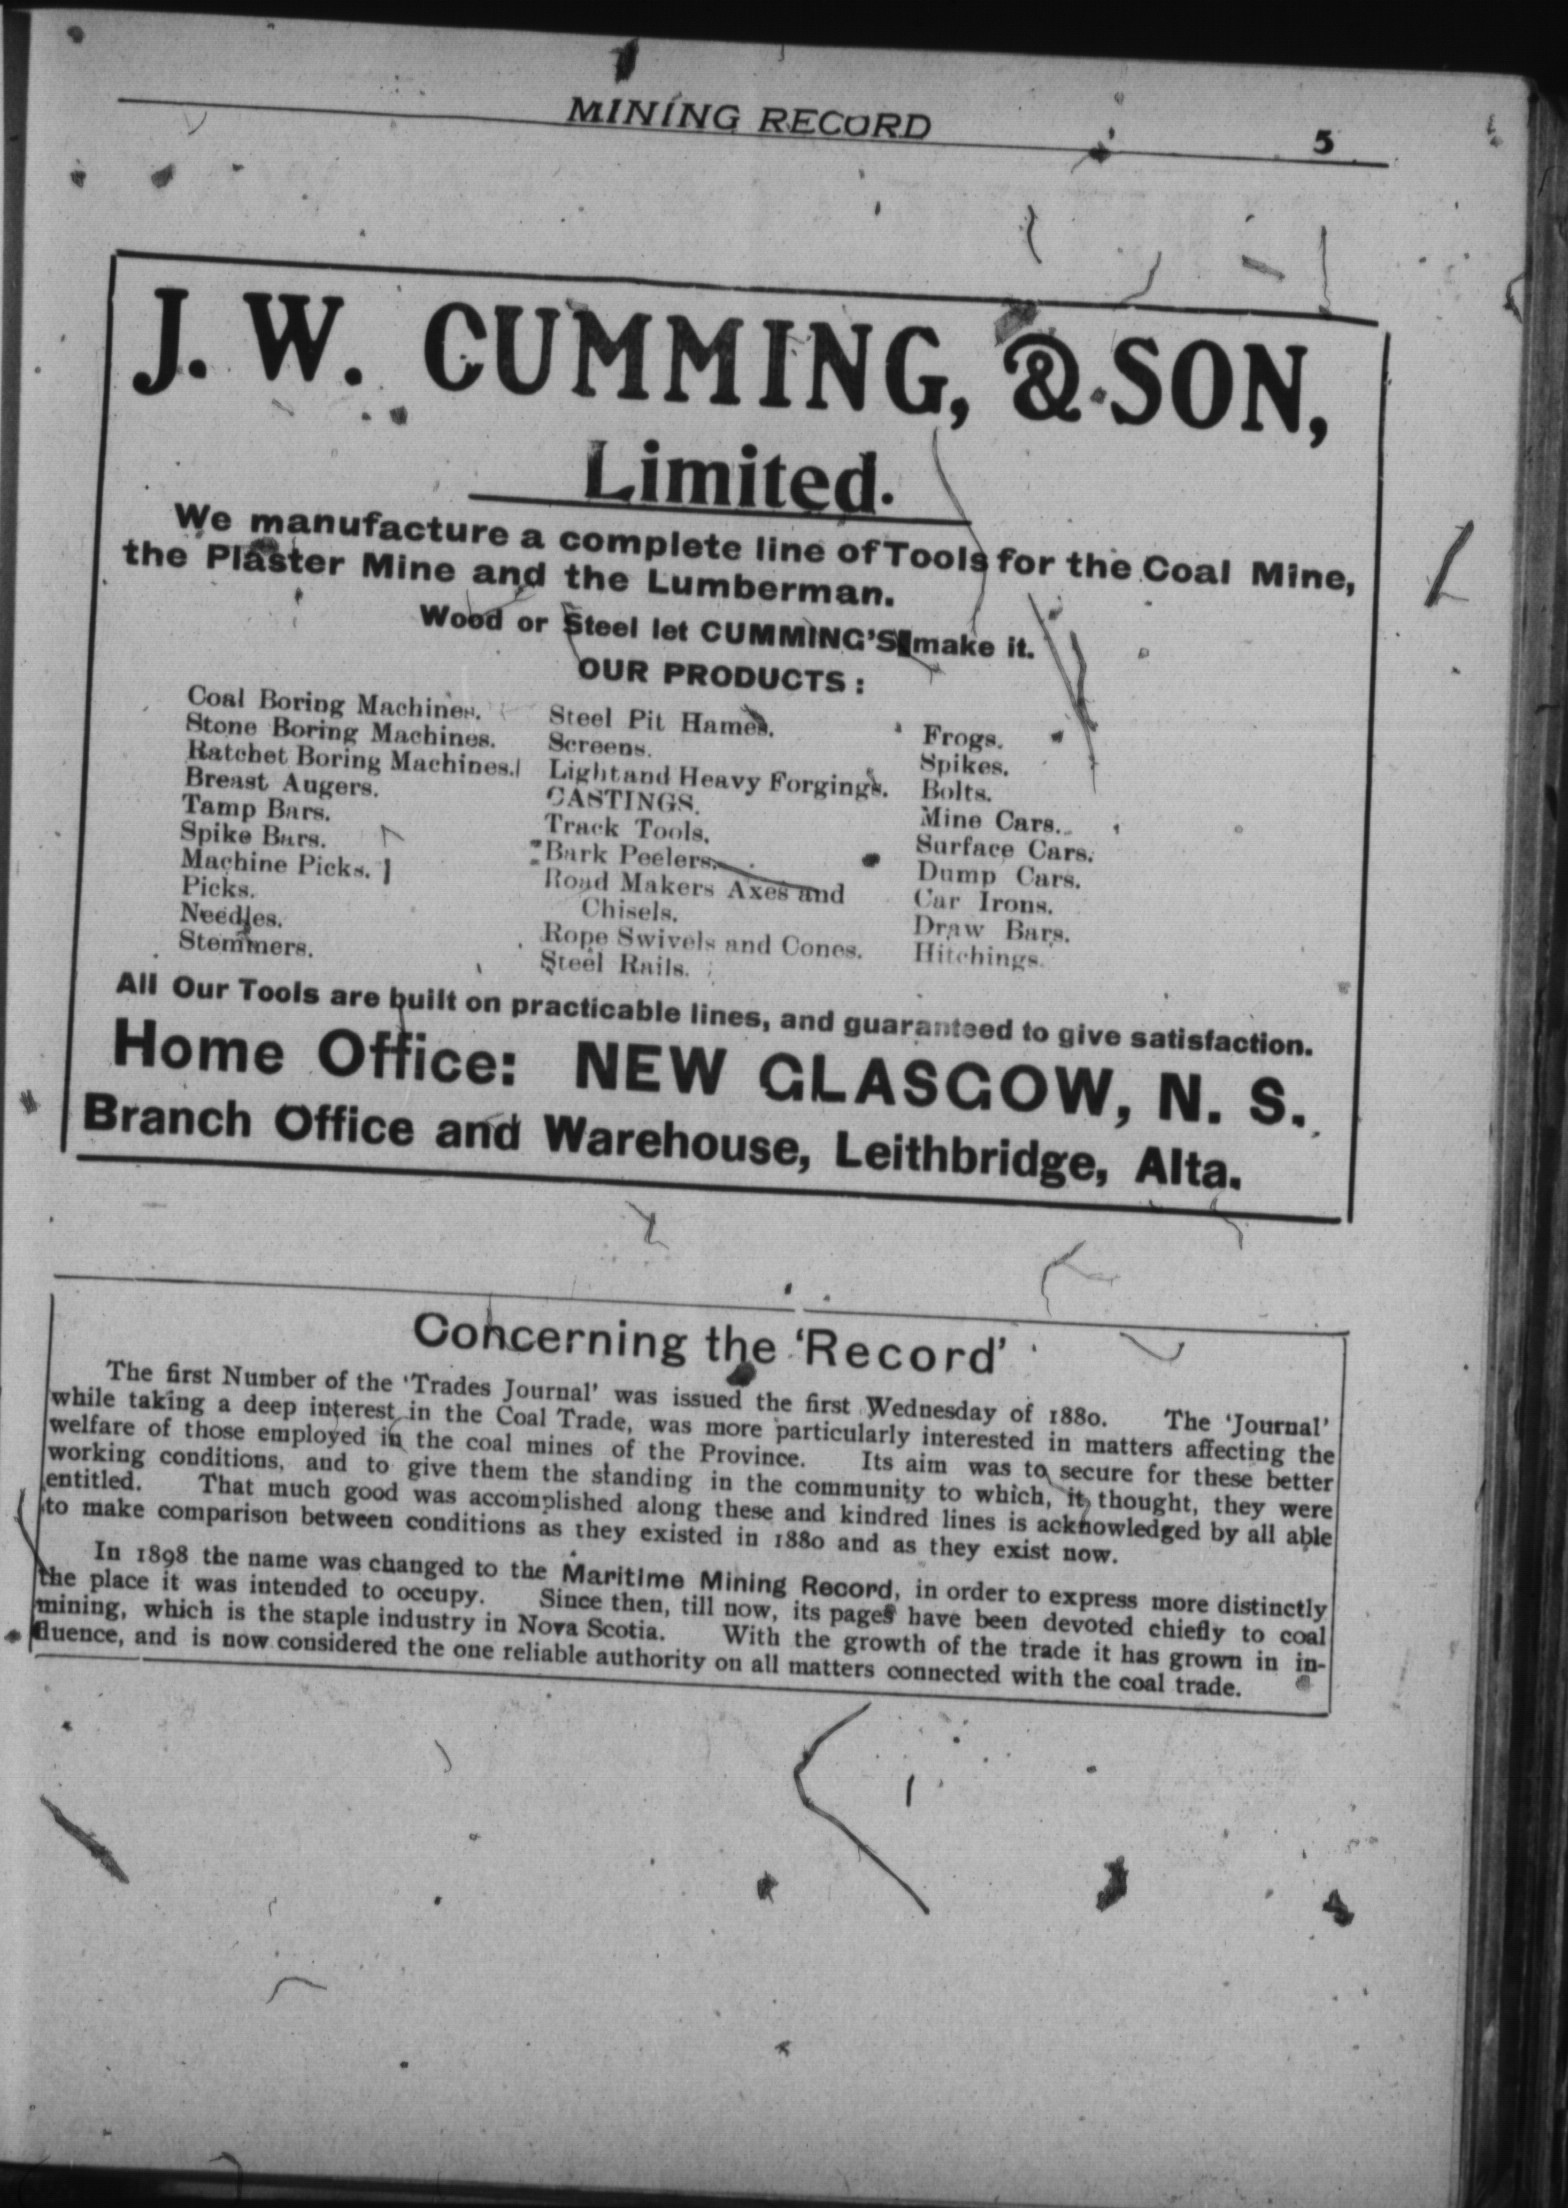 MINING RECORD 5
J. W. CUMMING, & SON,
Limited.
We manufacture a complete line of Tools for the Coal Mine,
the Plaster Mine and the Lumberman.
Wood or Steel let CUMMING'S make it.
OUR PRODUCTS :
Coal Boring Machines.
Stone Boring Machines.
Ratchet Boring Machines.
Breast Augers.
Tamp Bars.
Spike Bars.
Machine Picks.
Picks.
Needles.
Stemmers.
Steel Pit Hames.
Screens.
Light and Heavy Forgings.
CASTINGS.
Track Tools.
Bark Peelers.
Road Makers Axes and
Chisels.
Rope Swivels and Cones.
Steel Rails.
Frogs.
Spikes.
Bolts.
Mine Cars.
Surface Cars.
Dump Cars.
Car Irons.
Draw Bars.
Hitchings.
All Our Tools are built on practicable lines, and guaranteed to give satisfaction.
Home Office: NEW GLASGOW, N. S.
Branch Office and Warehouse, Leithbridge, Alta.
Concerning the 'Record'
The first Number of the 'Trades Journal' was issued the first Wednesday of 1880. The 'Journal'
while taking a deep interest in the Coal Trade, was more particularly interested in matters affecting the
welfare of those employed in the coal mines of the Province. Its aim was to secure for these better
working conditions, and to give them the standing in the community to which, it thought, they were
entitled. That much good was accomplished along these and kindred lines is acknowledged by all able
to make comparison between conditions as they existed in 1880 and as they exist now.
In 1898 the name was changed to the Maritime Mining Record, in order to express more distinctly
the place it was intended to occupy. Since then, till now, its pages have been devoted chiefly to coal
mining, which is the staple industry in Nova Scotia. With the growth of the trade it has grown in in-
fluence, and is now considered the one reliable authority on all matters connected with the coal trade.